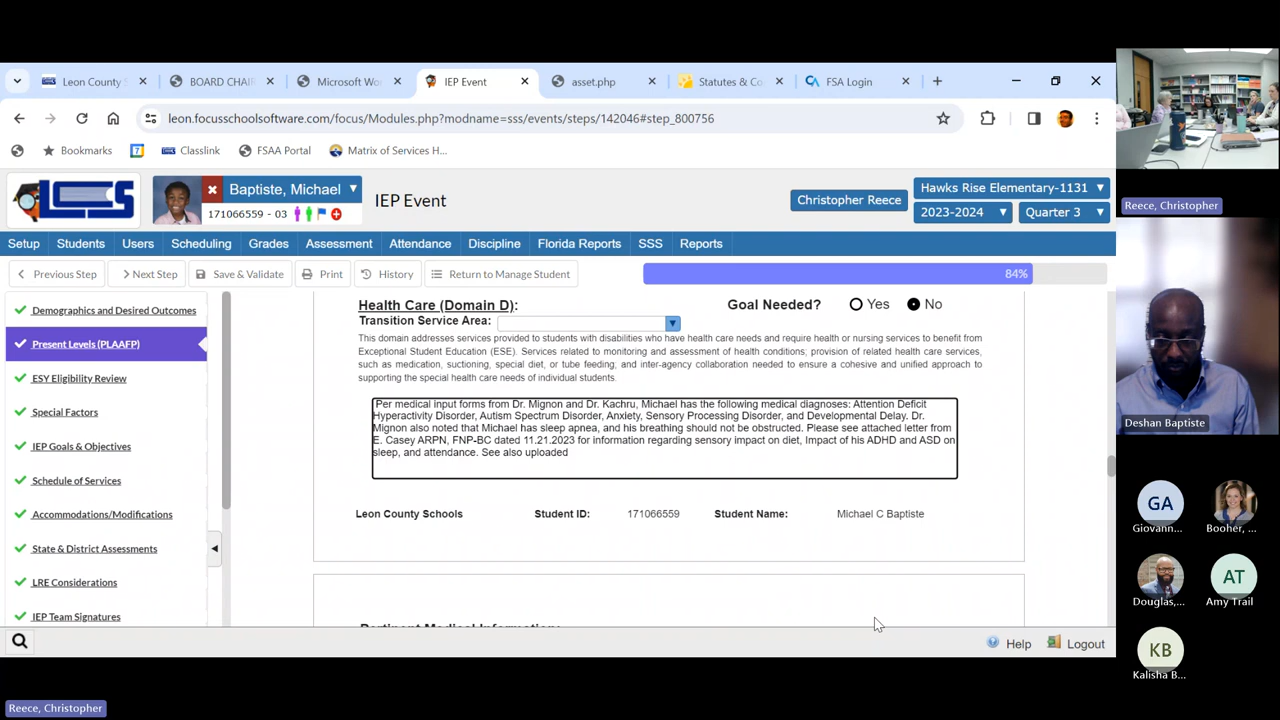 Leon County S
BOARD CHAIR
Microsoft Wo
IEP Event
asset.php
Statutes & Co
FSA Login
leon.focusschoolsoftware.com/focus/Modules.php?modname=sss/events/steps/142046#step_800756
Bookmarks
7
Classlink
FSAA Portal
Matrix of Services H...
LCS
Baptiste, Michael
171066559 - 03
IEP Event
Christopher Reece
Hawks Rise Elementary-1131
2023-2024
Quarter 3
Setup Students Users Scheduling Grades Assessment Attendance Discipline Florida Reports SSS Reports
Previous Step
Next Step
Save & Validate
Print
History
Return to Manage Student
84%
Demographics and Desired Outcomes
Present Levels (PLAAFP)
ESY Eligibility Review
Special Factors
IEP Goals & Objectives
Schedule of Services
Accommodations/Modifications
State & District Assessments
LRE Considerations
IEP Team Signatures
Health Care (Domain D):
Goal Needed? Yes No
Transition Service Area:
This domain addresses services provided to students with disabilities who have health care needs and require health or nursing services to benefit from
Exceptional Student Education (ESE). Services related to monitoring and assessment of health conditions; provision of related health care services,
such as medication, suctioning, special diet, or tube feeding; and inter-agency collaboration needed to ensure a cohesive and unified approach to
supporting the special health care needs of individual students.
Per medical input forms from Dr. Mignon and Dr. Kachru, Michael has the following medical diagnoses: Attention Deficit
Hyperactivity Disorder, Autism Spectrum Disorder, Anxiety, Sensory Processing Disorder, and Developmental Delay. Dr.
Mignon also noted that Michael has sleep apnea, and his breathing should not be obstructed. Please see attached letter from
E. Casey ARPN, FNP-BC dated 11.21.2023 for information regarding sensory impact on diet, Impact of his ADHD and ASD on
sleep, and attendance. See also uploaded
Leon County Schools Student ID: 171066559 Student Name: Michael C Baptiste
Pertinent Medical Information:
Help
Logout
Reece, Christopher
Reece, Christopher
Deshan Baptiste
GA
Giovann...
Booher, ...
Douglas,...
AT
Amy Trail
KB
Kalisha B...